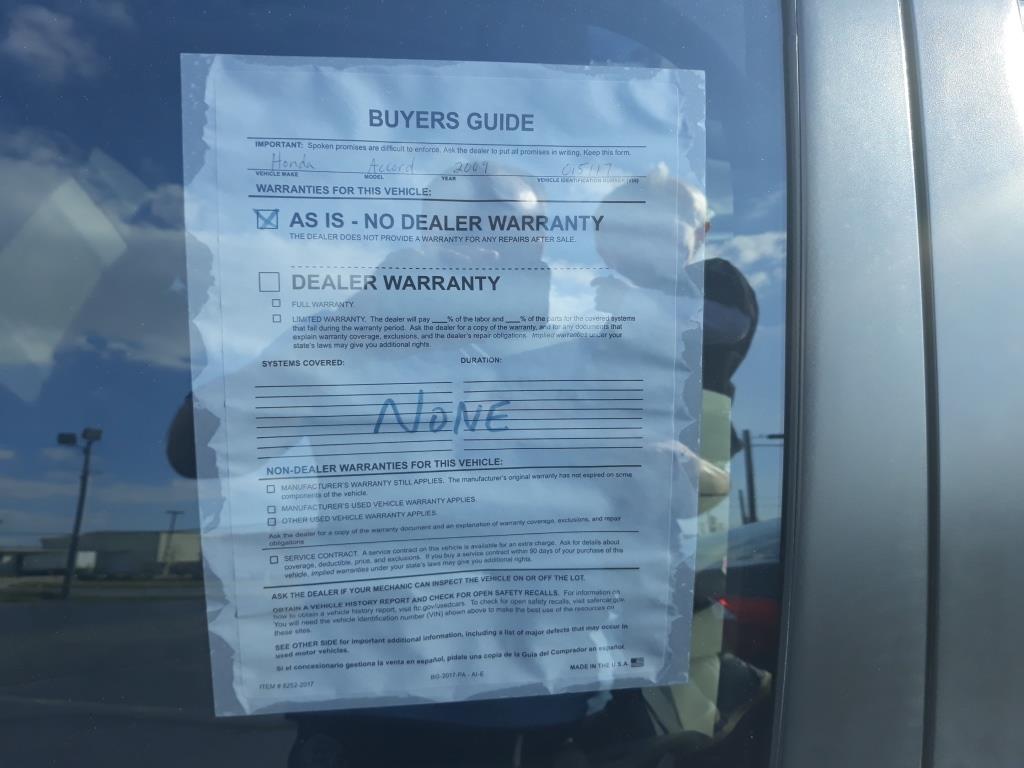 BUYERS GUIDE
IMPORTANT: Spoken promises are difficult to enforce. Ask the dealer to put all promises in writing. Keep this form.
Honda Accord 2009
VEHICLE MAKE MODEL YEAR VEHICLE IDENTIFICATION NUMBER (VIN)
WARRANTIES FOR THIS VEHICLE:
AS IS - NO DEALER WARRANTY
THE DEALER DOES NOT PROVIDE A WARRANTY FOR ANY REPAIRS AFTER SALE.
DEALER WARRANTY
FULL WARRANTY.
LIMITED WARRANTY. The dealer will pay ____% of the labor and ____% of the parts for the covered systems
that fail during the warranty period. Ask the dealer for a copy of the warranty, and for any documents that
explain warranty coverage, exclusions, and the dealer's repair obligations. Implied warranties under your
state's laws may give you additional rights.
SYSTEMS COVERED: DURATION:
NONE
NON-DEALER WARRANTIES FOR THIS VEHICLE:
MANUFACTURER'S WARRANTY STILL APPLIES. The manufacturer's original warranty has not expired on some
components of the vehicle.
MANUFACTURER'S USED VEHICLE WARRANTY APPLIES.
OTHER USED VEHICLE WARRANTY APPLIES.
Ask the dealer for a copy of the warranty document and an explanation of warranty coverage, exclusions, and repair
obligations.
SERVICE CONTRACT. A service contract on this vehicle is available for an extra charge. Ask for details about
coverage, deductible, price, and exclusions. If you buy a service contract within 90 days of your purchase of this
vehicle, implied warranties under your state's laws may give you additional rights.
ASK THE DEALER IF YOUR MECHANIC CAN INSPECT THE VEHICLE ON OR OFF THE LOT.
OBTAIN A VEHICLE HISTORY REPORT AND CHECK FOR OPEN SAFETY RECALLS. For information on
how to obtain a vehicle history report, visit ftc.gov/usedcars. To check for open safety recalls, visit safercar.gov.
You will need the vehicle identification number (VIN) shown above to make the best use of the resources on
these sites.
SEE OTHER SIDE for important additional information, including a list of major defects that may occur in
used motor vehicles.
Si el concesionario gestiona la venta en español, pídale una copia de la Guía del Comprador en español.
ITEM # 8252-2017 BG-2017-PA - AI-E MADE IN THE U.S.A.